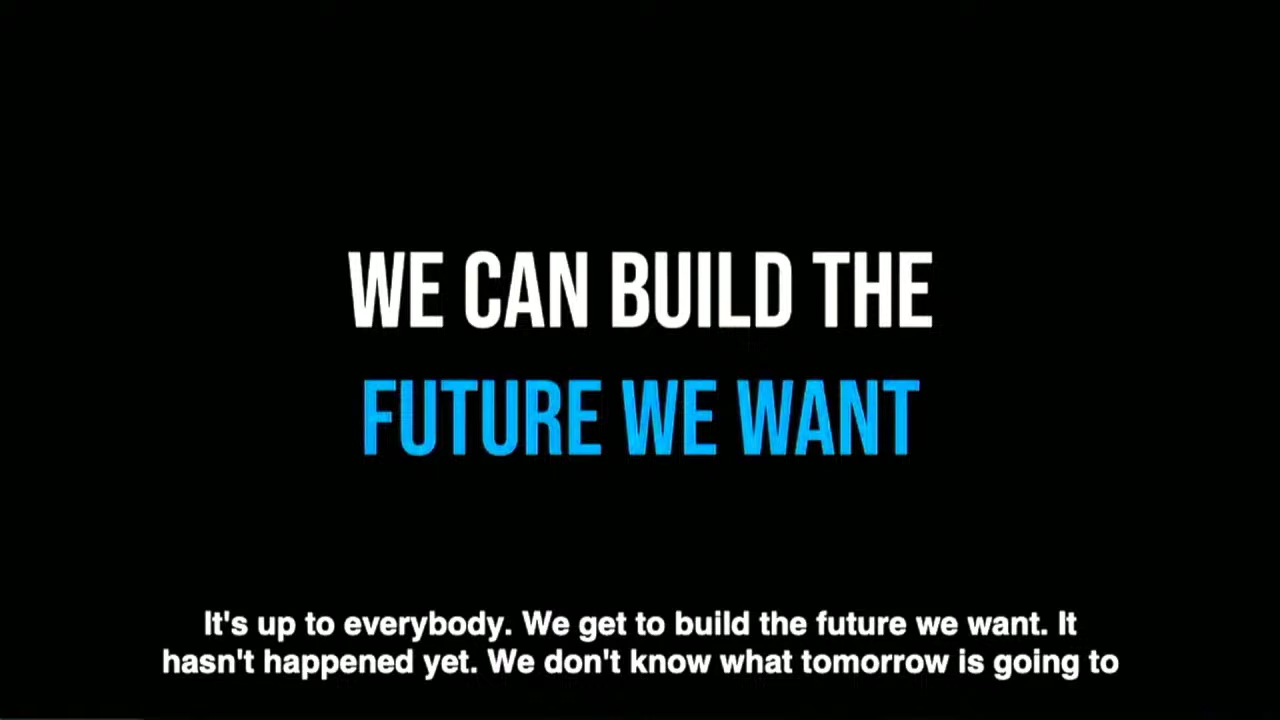 WE CAN BUILD THE
FUTURE WE WANT
It's up to everybody. We get to build the future we want. It
hasn't happened yet. We don't know what tomorrow is going to